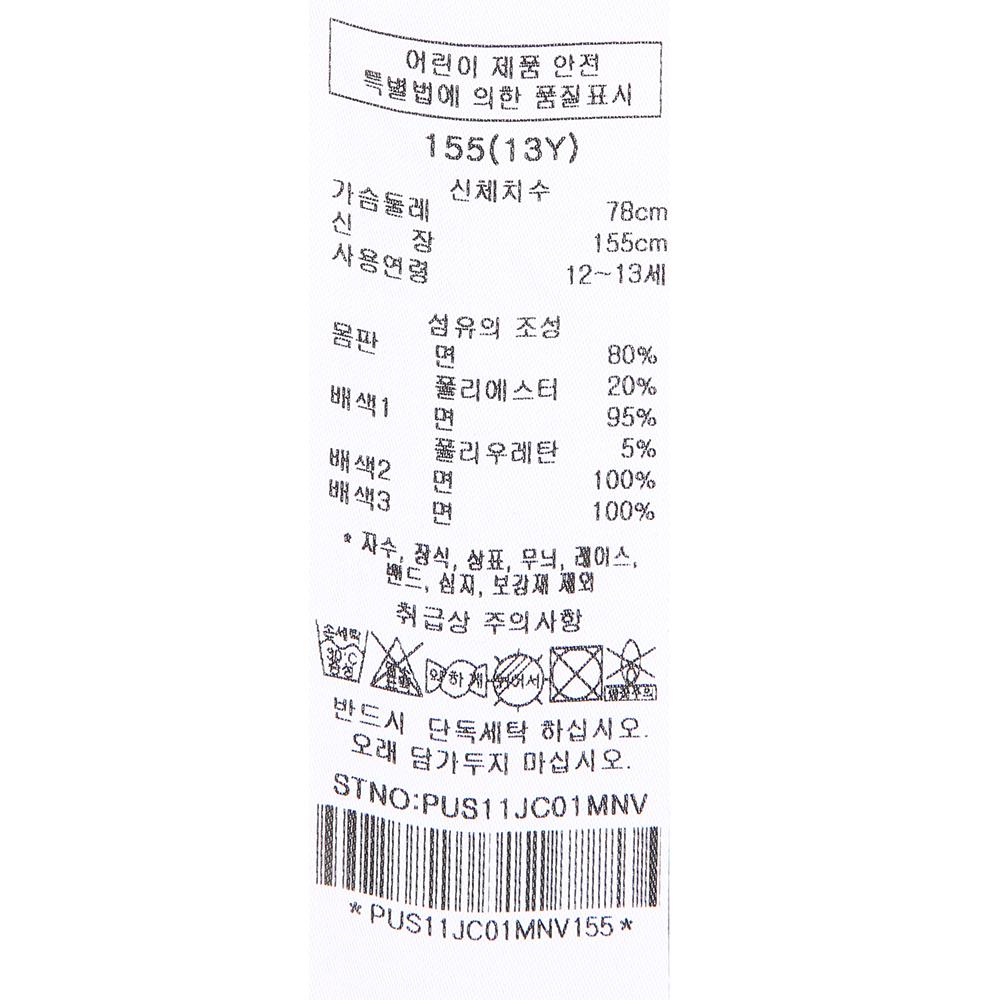 어린이 제품 안전
특별법에 의한 품질표시
155(13Y)
신체치수
가슴둘레 78cm
신 장 155cm
사용연령 12~13세
섬유의 조성
몸판 면 80%
폴리에스터 20%
배색1 면 95%
폴리우레탄 5%
배색2 면 100%
배색3 면 100%
* 자수, 장식, 상표, 무늬, 레이스,
밴드, 심지, 보강재 제외
취급상 주의사항
손세탁
30°C
중성
약하게
뉘어서
반드시 단독세탁 하십시오.
오래 담가두지 마십시오.
STNO:PUS11JC01MNV
*PUS11JC01MNV155*